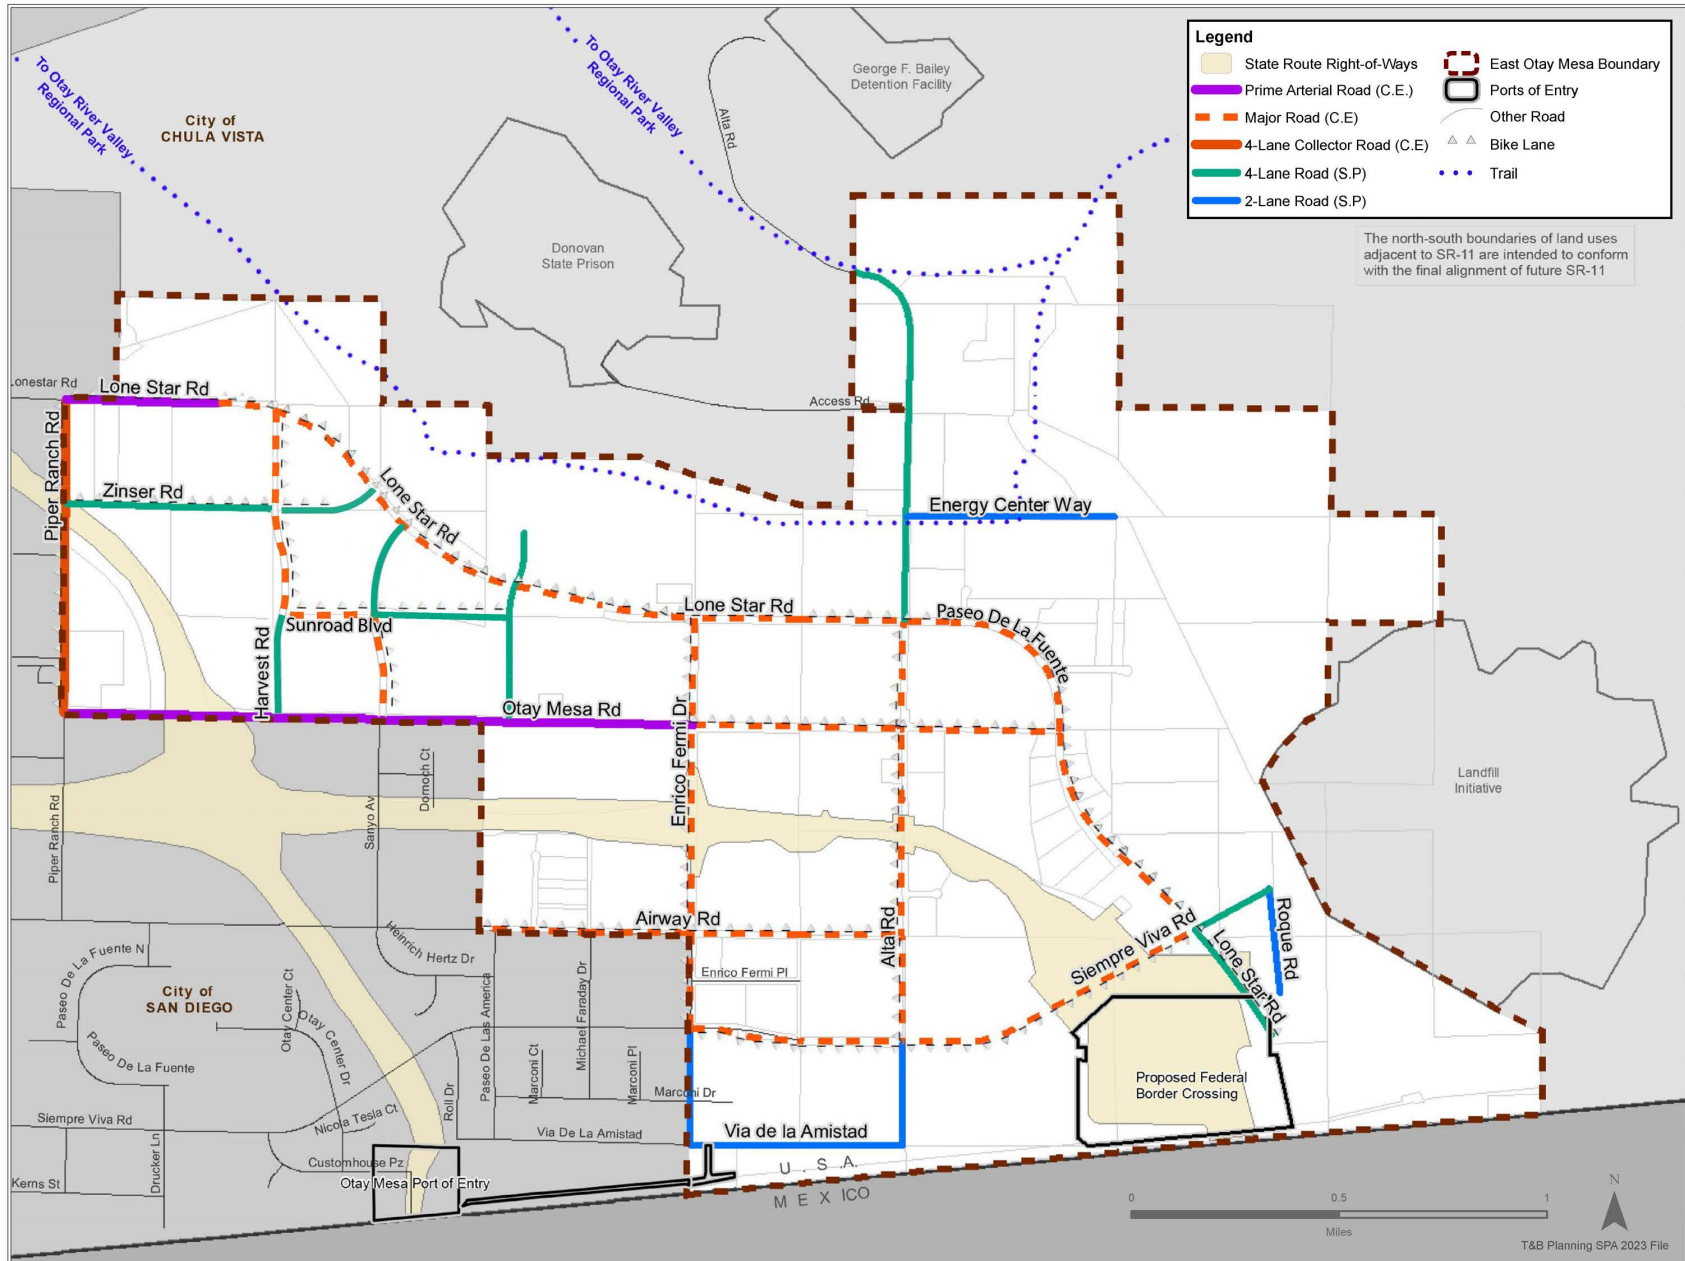 Legend
State Route Right-of-Ways
Prime Arterial Road (C.E.)
Major Road (C.E)
4-Lane Collector Road (C.E)
4-Lane Road (S.P)
2-Lane Road (S.P)
East Otay Mesa Boundary
Ports of Entry
Other Road
Bike Lane
Trail
The north-south boundaries of land uses
adjacent to SR-11 are intended to conform
with the final alignment of future SR-11
To Otay River Valley
Regional Park
City of
CHULA VISTA
To Otay River Valley
Regional Park
Alta Rd
George F. Bailey
Detention Facility
Donovan
State Prison
Lonestar Rd
Lone Star Rd
Access Rd
Piper Ranch Rd
Zinser Rd
Lone Star Rd
Energy Center Way
Sunroad Blvd
Harvest Rd
Lone Star Rd
Paseo De La Fuente
Otay Mesa Rd
Enrico Fermi Dr
Landfill
Initiative
Piper Ranch Rd
Sanyo Av
Dornoch Ct
Airway Rd
Alta Rd
Siempre Viva Rd
Roque Rd
Lone Star Rd
Heinrich Hertz Dr
Paseo De La Fuente N
Paseo De La Fuente
City of
SAN DIEGO
Otay Center Ct
Otay Center Dr
Paseo De Las America
Michael Faraday Dr
Enrico Fermi Pl
Paseo De La Fuente
Marconi Ct
Marconi Pl
Marconi Dr
Roll Dr
Nicola Tesla Ct
Siempre Viva Rd
Drucker Ln
Via De La Amistad
Via de la Amistad
Proposed Federal
Border Crossing
Customhouse Pz
Otay Mesa Port of Entry
Kerns St
U.S.A.
MEXICO
0 0.5 1
Miles
N
T&B Planning SPA 2023 File